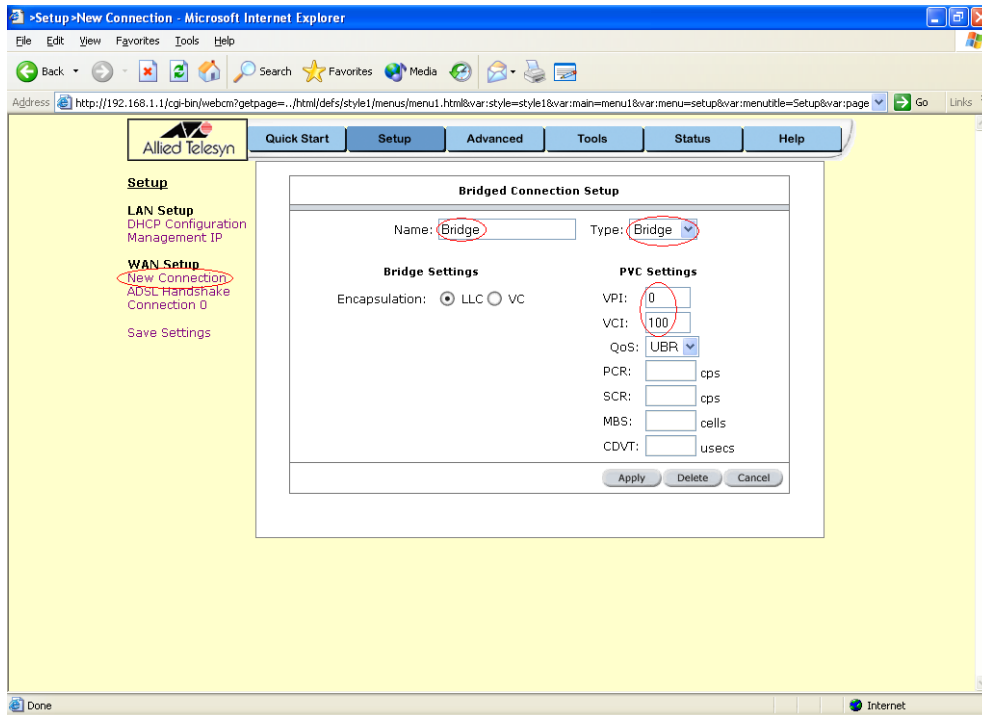 >Setup>New Connection - Microsoft Internet Explorer
File Edit View Favorites Tools Help
Back Search Favorites Media
Address http://192.168.1.1/cgi-bin/webcm?getpage=../html/defs/style1/menus/menu1.html&var:style=style1&var:main=menu1&var:menu=setup&var:menutitle=Setup&var:page Go Links
Allied Telesyn
Quick Start Setup Advanced Tools Status Help
Setup
LAN Setup
DHCP Configuration
Management IP
WAN Setup
New Connection
ADSL Handshake
Connection 0
Save Settings
Bridged Connection Setup
Name: Bridge Type: Bridge
Bridge Settings PVC Settings
Encapsulation: LLC VC
VPI: 0
VCI: 100
QoS: UBR
PCR: cps
SCR: cps
MBS: cells
CDVT: usecs
Apply Delete Cancel
Done Internet